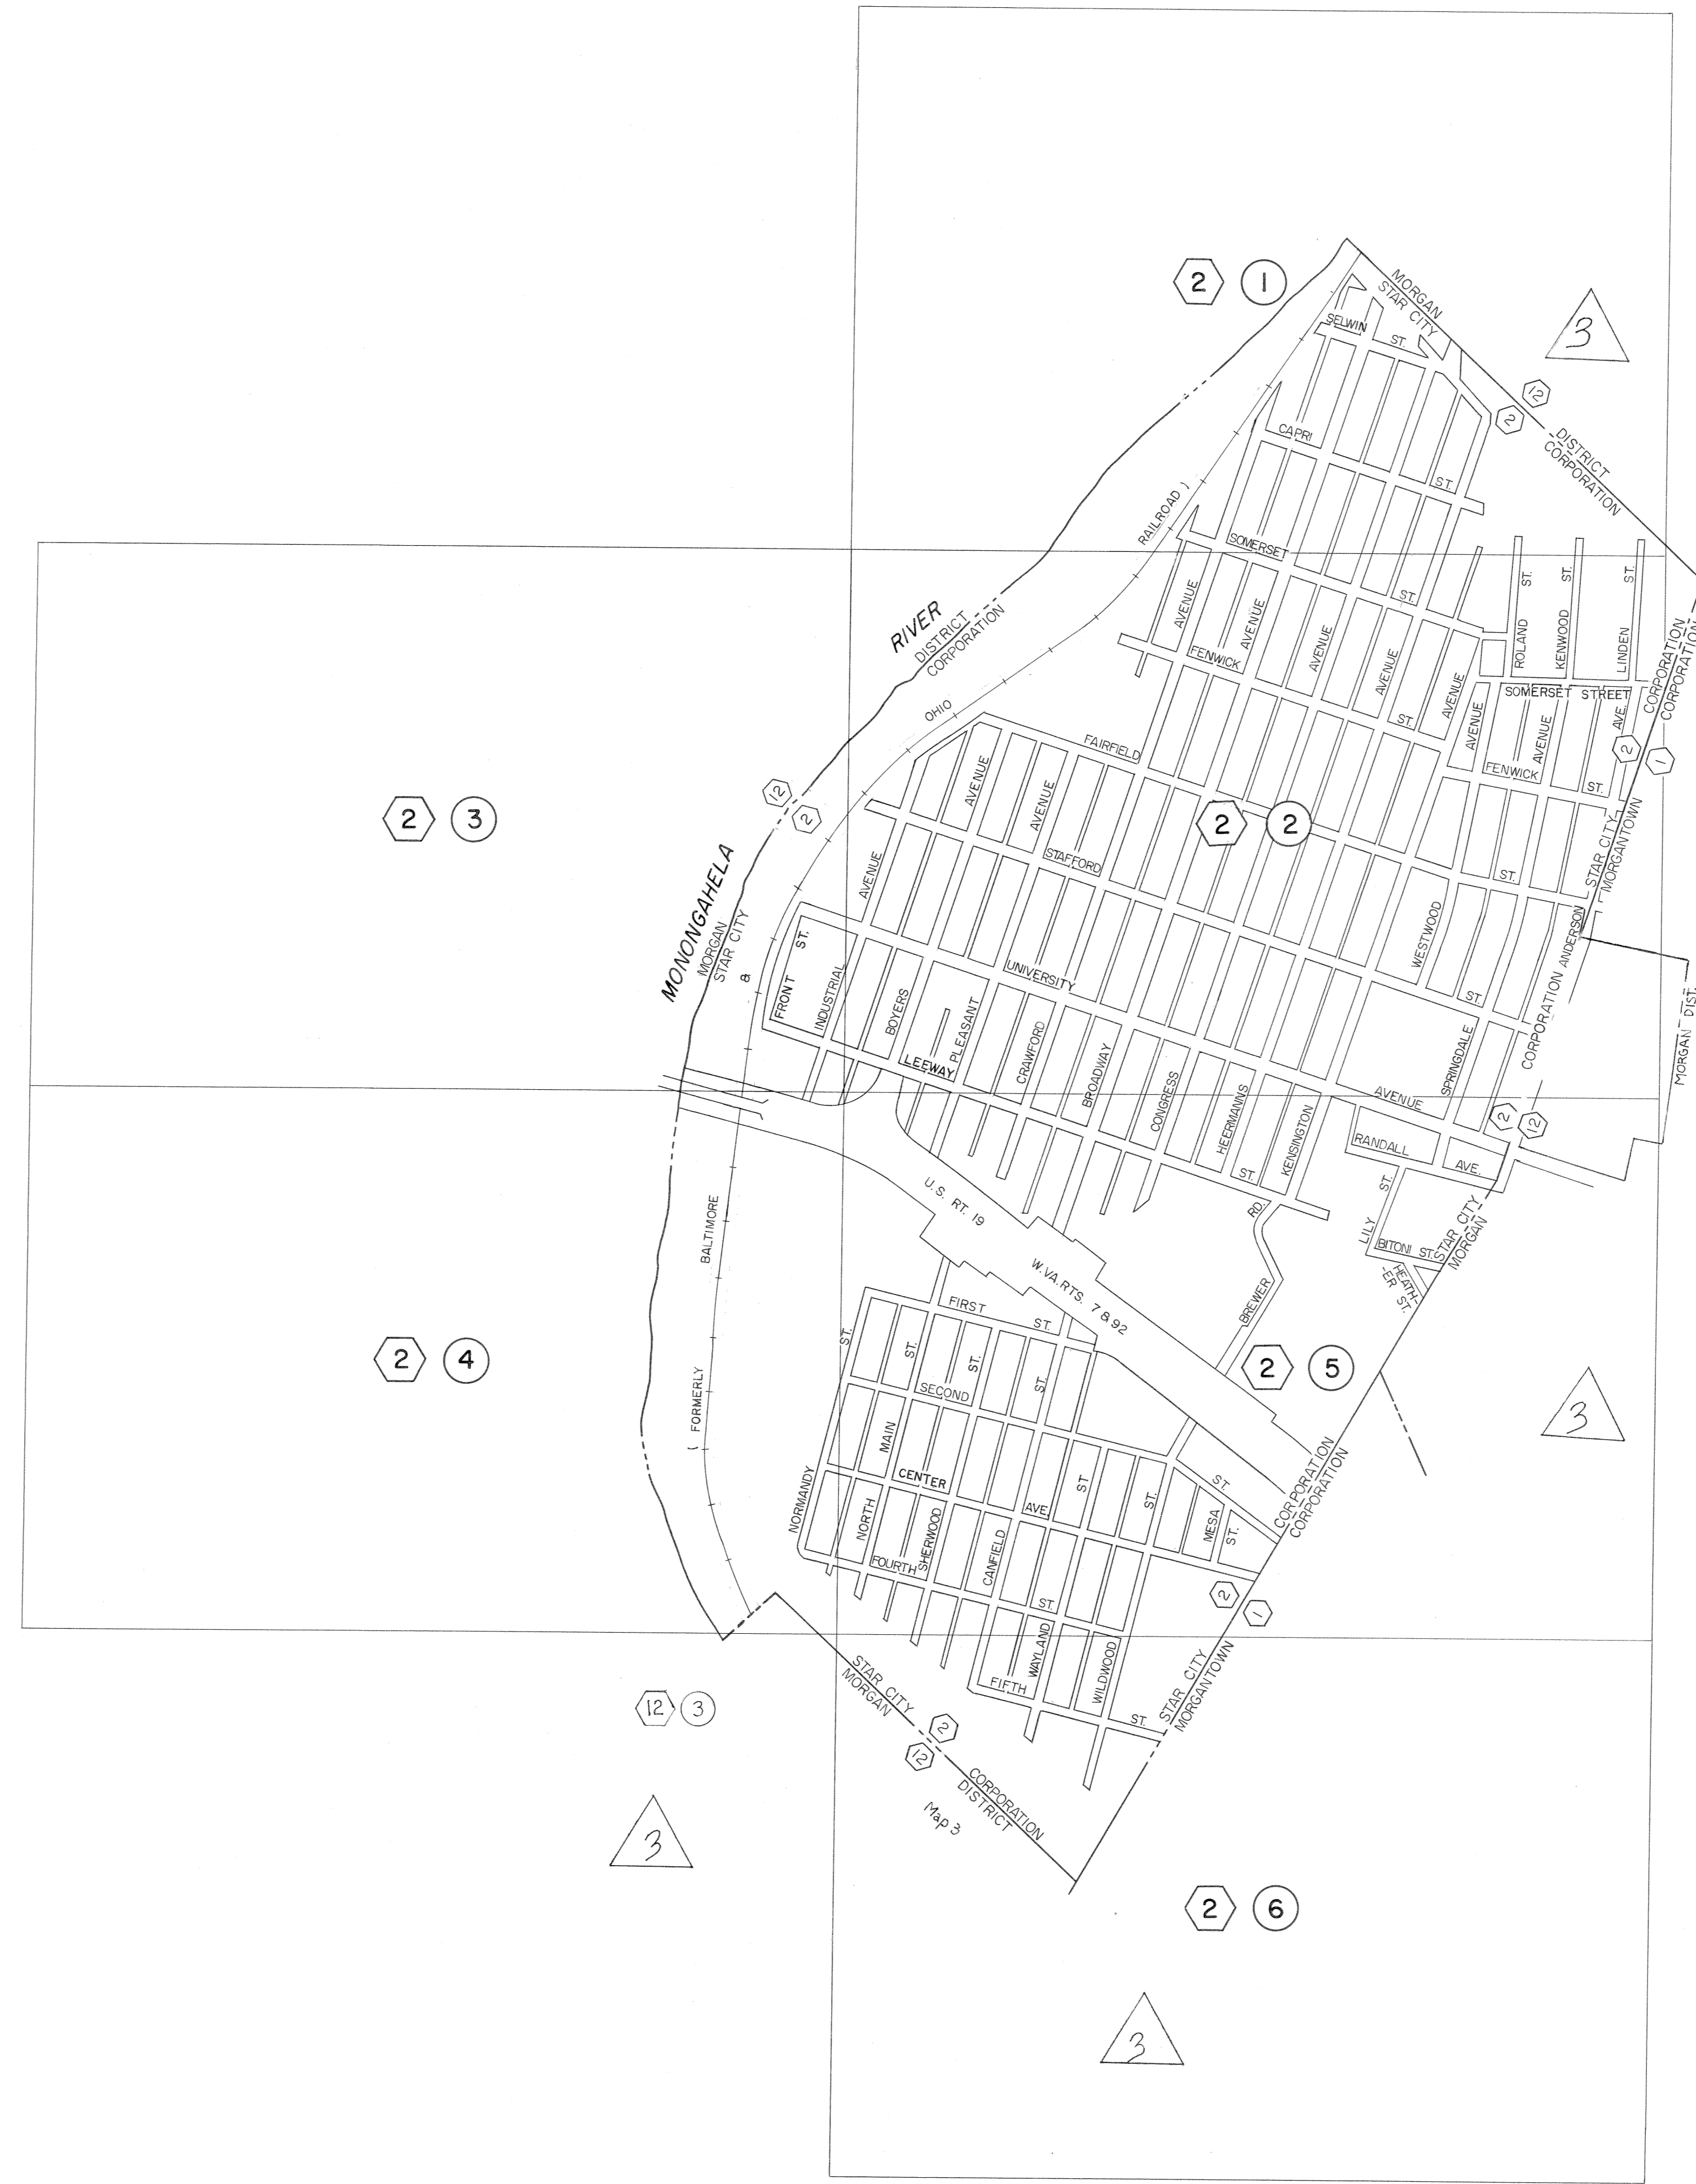 2 1
MORGAN
STAR CITY
3
SELWIN ST.
12
2
DISTRICT
CORPORATION
CAPRI ST.
RAILROAD )
SOMERSET ST.
RIVER
DISTRICT
CORPORATION
AVENUE
AVENUE
AVENUE
AVENUE
AVENUE
AVENUE
ROLAND ST.
KENWOOD ST.
LINDEN ST.
CORPORATION
CORPORATION
FENWICK ST.
SOMERSET STREET
AVENUE
AVE.
OHIO
FAIRFIELD
FENWICK ST.
2
1
AVENUE
AVENUE
AVENUE
12
2
2 3
2 2
STAFFORD ST.
STAR CITY
MORGANTOWN
MONONGAHELA
MORGAN
STAR CITY
&
FRONT ST.
INDUSTRIAL
BOYERS
UNIVERSITY
WESTWOOD
ST.
CORPORATION ANDERSON
MORGAN DIST.
LEEWAY
PLEASANT
CRAWFORD
BROADWAY
CONGRESS
HEERMANNS
KENSINGTON
AVENUE
SPRINGDALE
2
12
ST.
RANDALL AVE.
LILY ST.
BITONI ST.
HEATH-
-ER ST.
STAR CITY
MORGAN
U.S. RT. 19
W.VA. RTS. 7 & 92
BREWER RD.
BALTIMORE
( FORMERLY
FIRST ST.
2 4
2 5
3
ST.
ST.
ST.
ST.
SECOND ST.
MAIN
CENTER AVE.
NORMANDY
NORTH
SHERWOOD
CANFIELD
ST
ST.
MESA ST.
CORPORATION
CORPORATION
FOURTH ST.
2
1
WAYLAND
WILDWOOD
FIFTH ST.
STAR CITY
MORGANTOWN
STAR CITY
MORGAN
12 3
2
12
CORPORATION
DISTRICT
Map 3
3
2 6
3